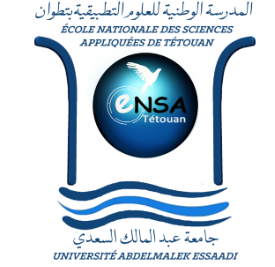 المدرسة الوطنية للعلوم التطبيقية بتطوان
ÉCOLE NATIONALE DES SCIENCES
APPLIQUÉES DE TÉTOUAN
eNSA
Tétouan
جامعة عبد المالك السعدي
UNIVERSITÉ ABDELMALEK ESSAADI